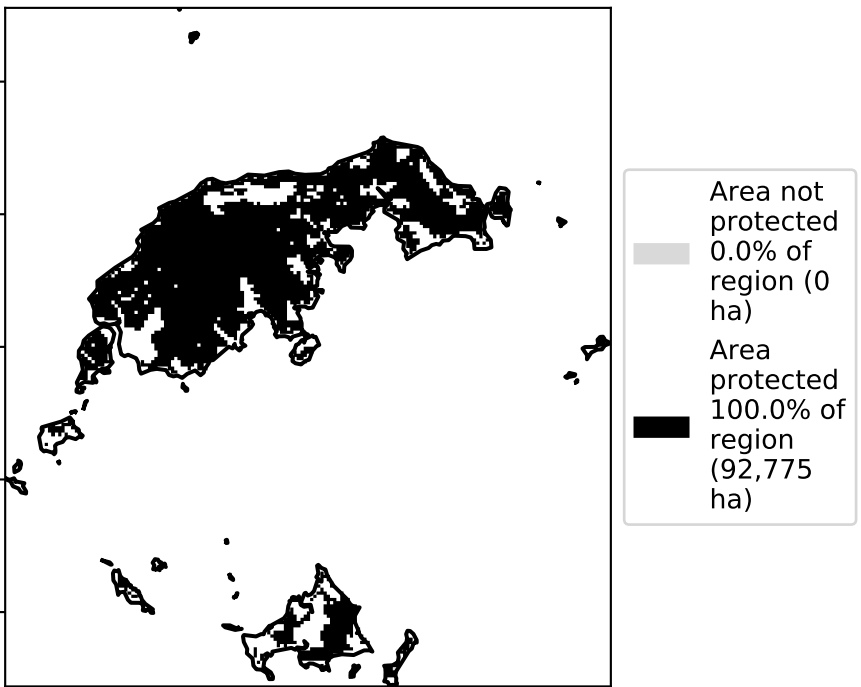 Area not
protected
0.0% of
region (0
ha)
Area
protected
100.0% of
region
(92,775
ha)